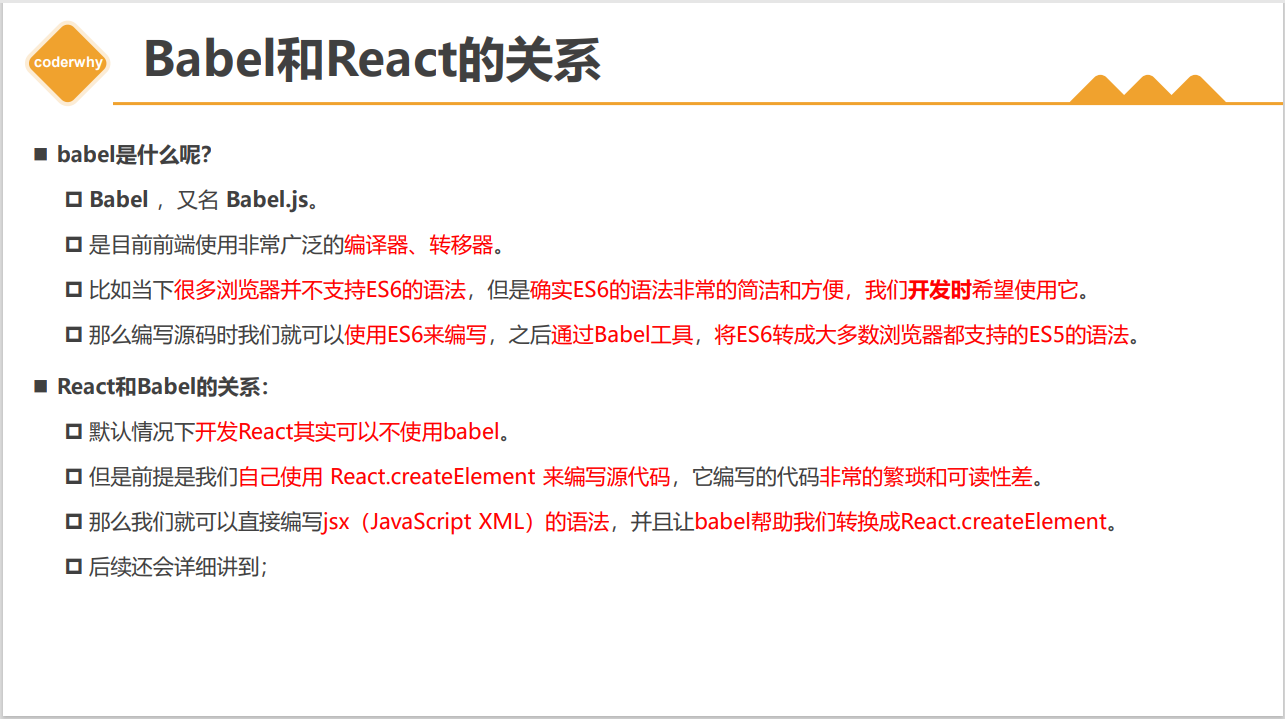 coderwhy
Babel和React的关系
babel是什么呢?
Babel ，又名 Babel.js。
是目前前端使用非常广泛的编译器、转移器。
比如当下很多浏览器并不支持ES6的语法，但是确实ES6的语法非常的简洁和方便，我们开发时希望使用它。
那么编写源码时我们就可以使用ES6来编写，之后通过Babel工具，将ES6转成大多数浏览器都支持的ES5的语法。
React和Babel的关系：
默认情况下开发React其实可以不使用babel。
但是前提是我们自己使用 React.createElement 来编写源代码，它编写的代码非常的繁琐和可读性差。
那么我们就可以直接编写jsx（JavaScript XML）的语法，并且让babel帮助我们转换成React.createElement。
后续还会详细讲到；